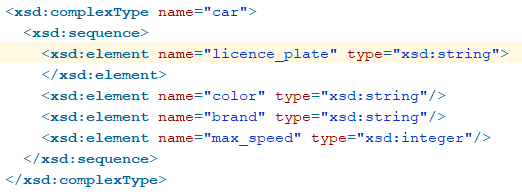 <xsd:complexType name="car">
<xsd:sequence>
<xsd:element name="licence_plate" type="xsd:string">
</xsd:element>
<xsd:element name="color" type="xsd:string"/>
<xsd:element name="brand" type="xsd:string"/>
<xsd:element name="max_speed" type="xsd:integer"/>
</xsd:sequence>
</xsd:complexType>